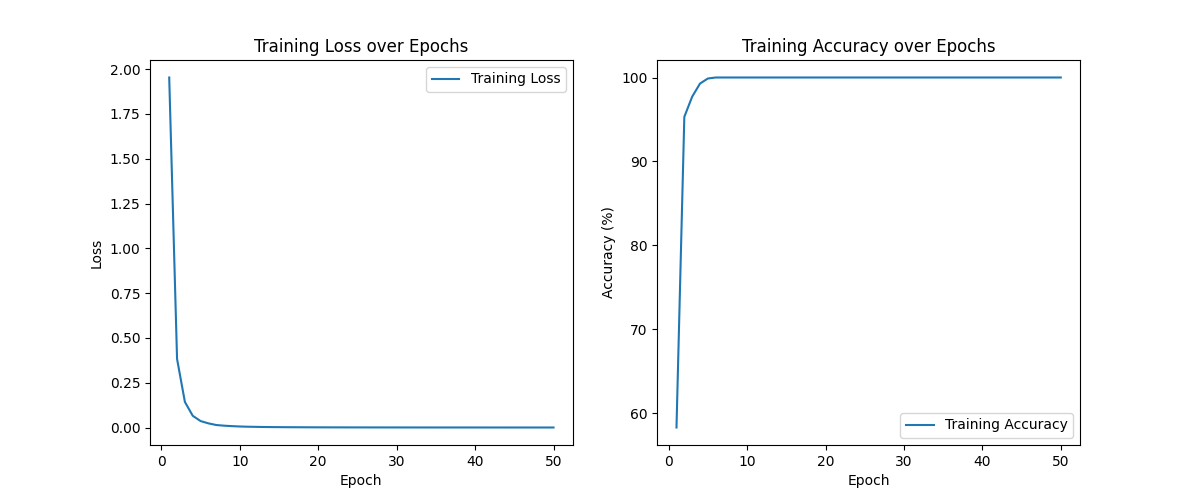 Training Loss over Epochs
Training Loss
2.00
1.75
1.50
1.25
1.00
0.75
0.50
0.25
0.00
Loss
0 10 20 30 40 50
Epoch
Training Accuracy over Epochs
100
90
80
70
60
Accuracy (%)
Training Accuracy
0 10 20 30 40 50
Epoch